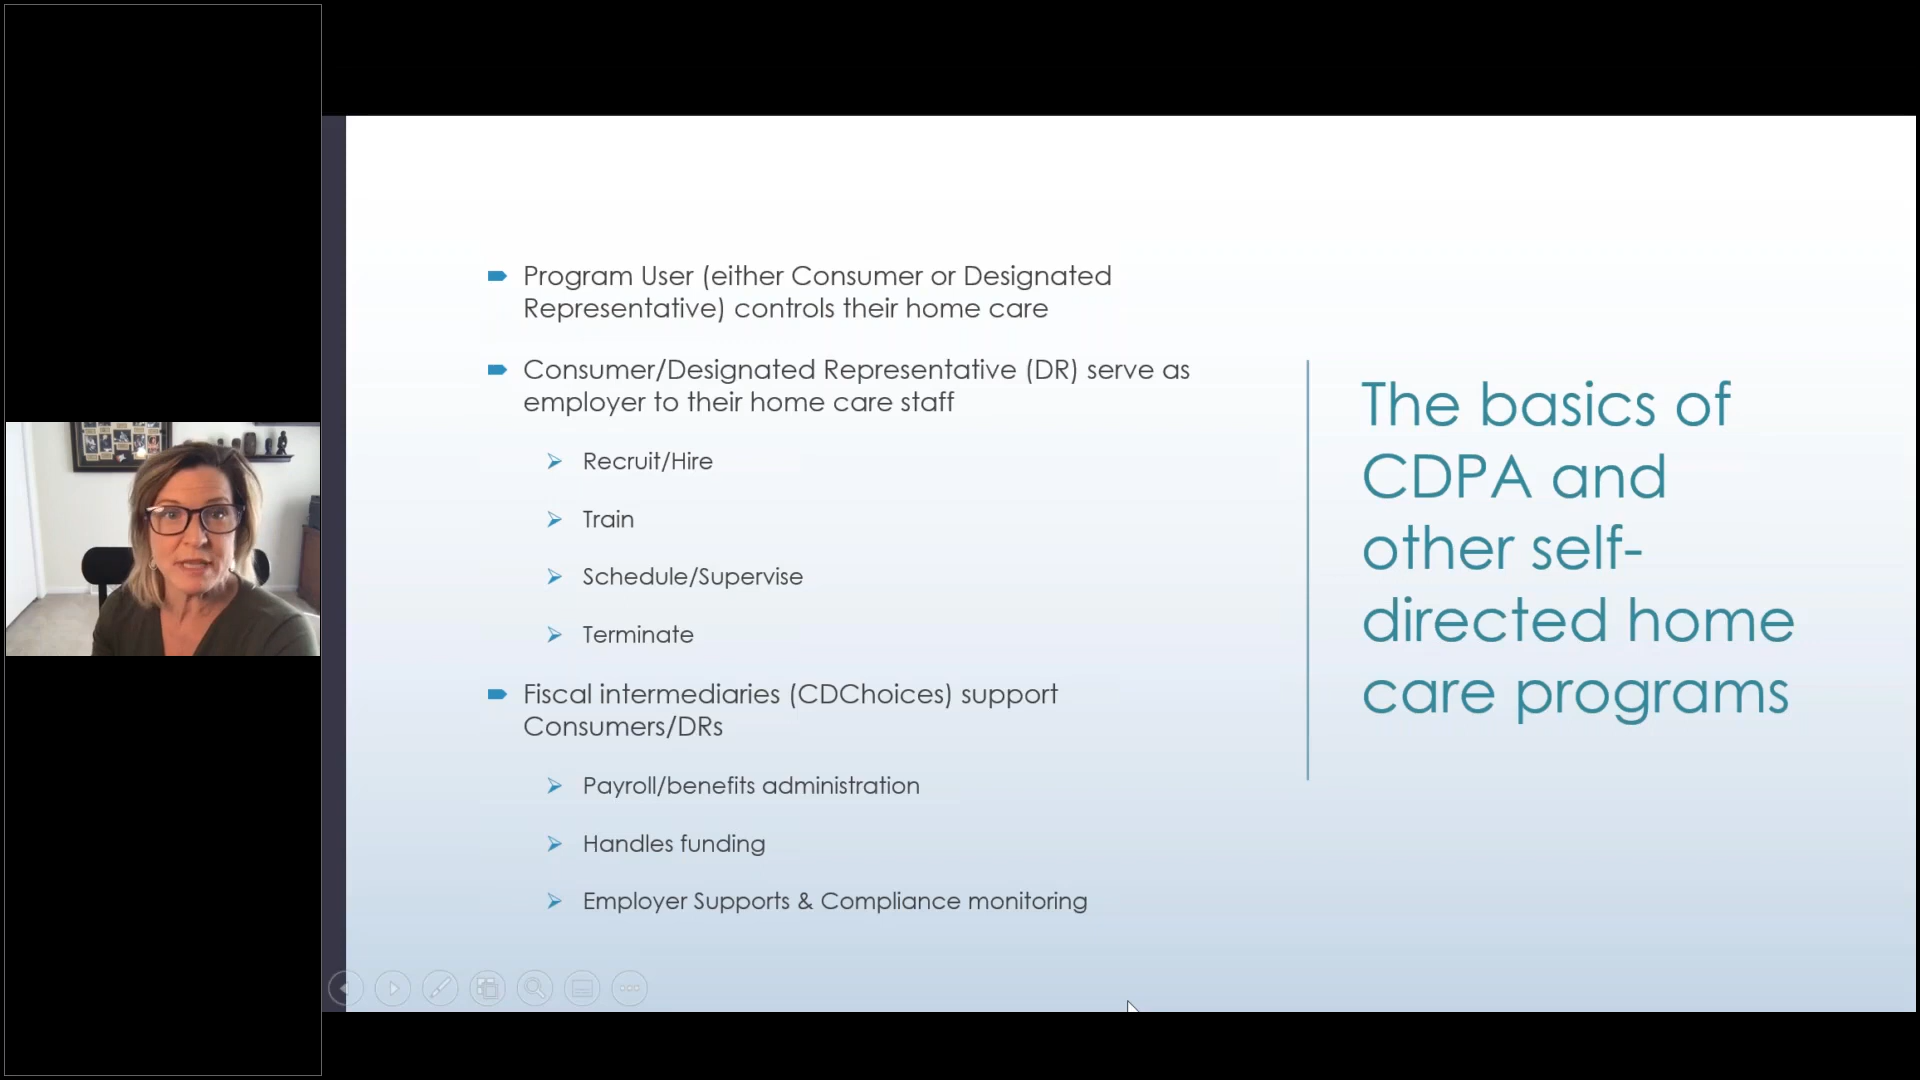 Program User (either Consumer or Designated
Representative) controls their home care
Consumer/Designated Representative (DR) serve as
employer to their home care staff
Recruit/Hire
Train
Schedule/Supervise
Terminate
Fiscal intermediaries (CDChoices) support
Consumers/DRs
Payroll/benefits administration
Handles funding
Employer Supports & Compliance monitoring
The basics of
CDPA and
other self-
directed home
care programs